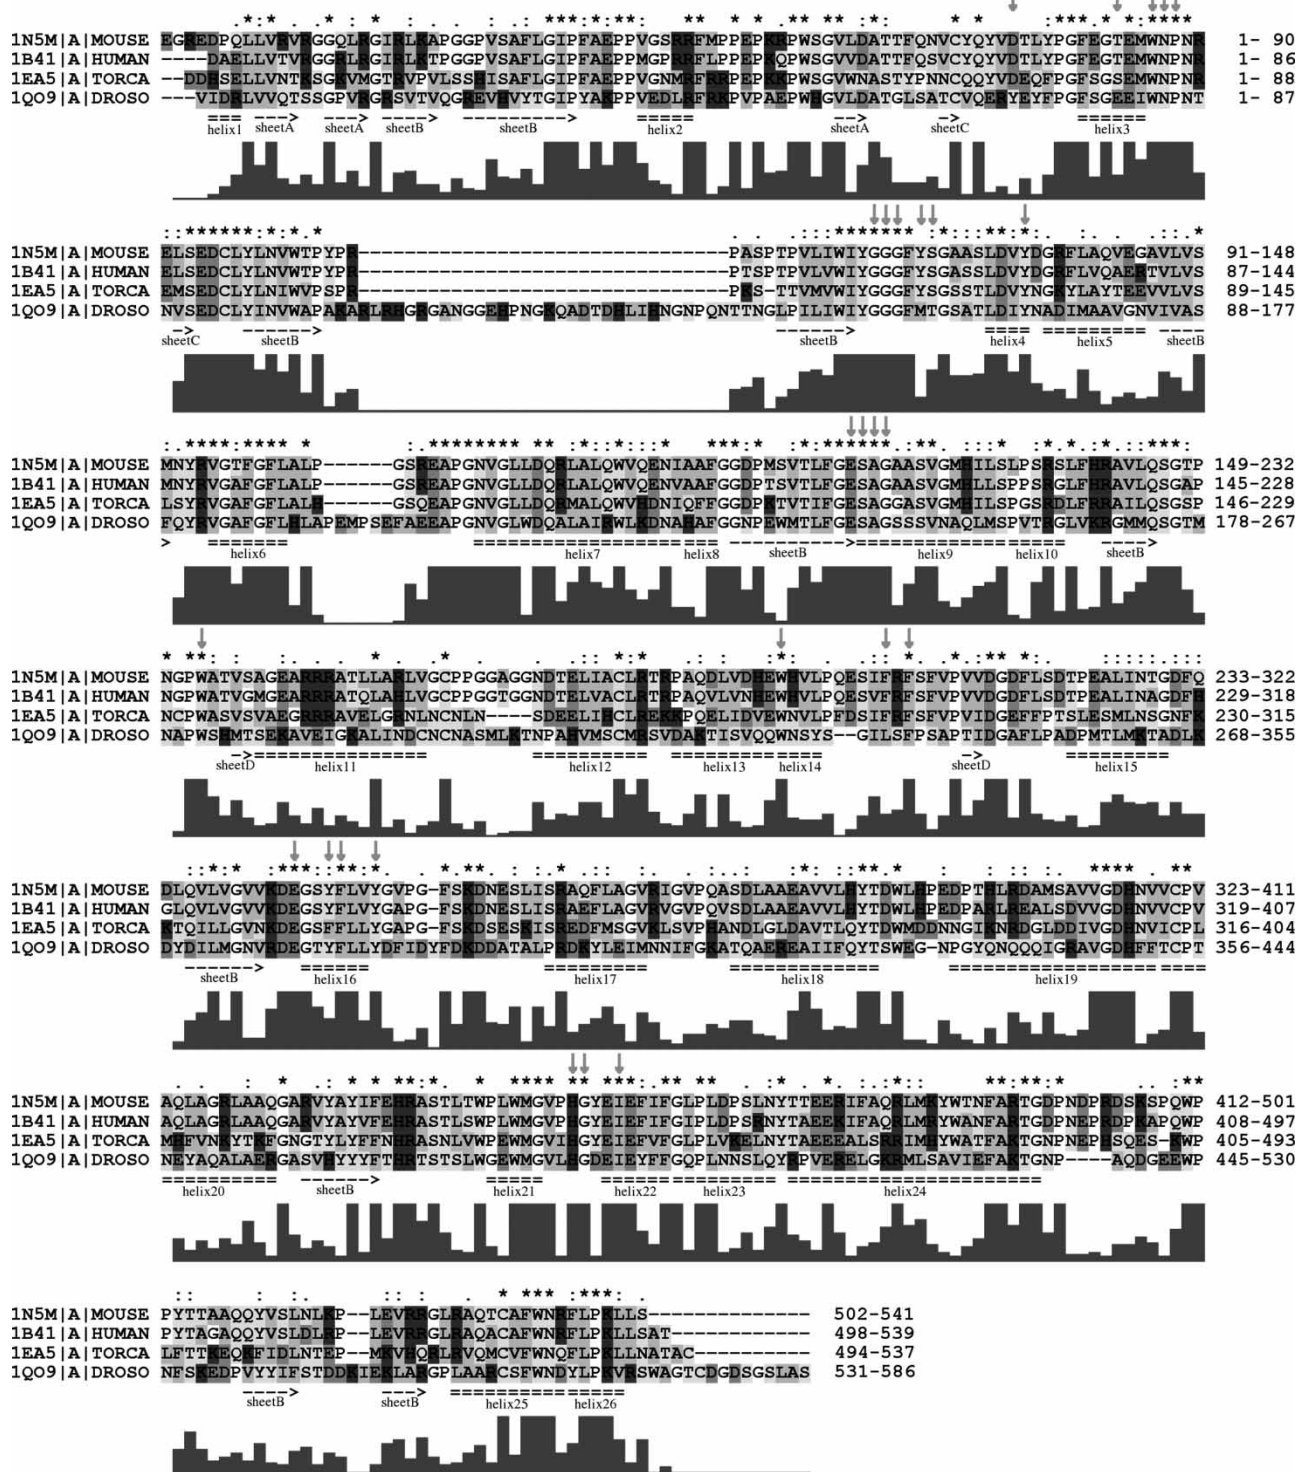 1N5M|A|MOUSE EGREDPQLLVRVRGGQLRGIRLKAPGGPVSAFLGIPFAEPPVGSRRFMPPEPKRPWSGVLDATTFQNVCYQYVDTLYPGFEGTEMWNPNR 1- 90
1B41|A|HUMAN ----DAELLVTVRGGRLRGIRLKTPGGPVSAFLGIPFAEPPMGPRRFLPPEPKQPWSGVVDATTFQSVCYQYVDTLYPGFEGTEMWNPNR 1- 86
1EA5|A|TORCA --DDHSELLVNTKSGKVMGTRVPVLSSHISAFLGIPFAEPPVGNMRFRRPEPKKPWSGVWNASTYPNNCQQYVDEQFPGFSGSEMWNPNR 1- 88
1QO9|A|DROSO ---VIDRLVVQTSSGPVRGRSVTVQGREVHVYTGIPYAKPPVEDLRFRKPVPAEPWHGVLDATGLSATCVQERYEYFPGFSGEEIWNPNT 1- 87
helix1 sheetA sheetA sheetB sheetB helix2 sheetA sheetC helix3
1N5M|A|MOUSE ELSEDCLYLNVWTPYPR--------------------------------PASPTPVLIWIYGGGFYSGAASLDVYDGRFLAQVEGAVLVS 91-148
1B41|A|HUMAN ELSEDCLYLNVWTPYPR--------------------------------PTSPTPVLVWIYGGGFYSGASSLDVYDGRFLVQAERTVLVS 87-144
1EA5|A|TORCA EMSEDCLYLNIWVPSPR--------------------------------PKS-TTVMVWIYGGGFYSGSSTLDVYNGKYLAYTEEVVLVS 89-145
1QO9|A|DROSO NVSEDCLYINVWAPAKARLRHGRGANGGEHPNGKQADTDHLIHNGNPQNTTNGLPILIWIYGGGFMTGSATLDIYNADIMAAVGNVIVAS 88-177
sheetC sheetB sheetB helix4 helix5 sheetB
1N5M|A|MOUSE MNYRVGTFGFLALP------GSREAPGNVGLLDQRLALQWVQENIAAFGGDPMSVTLFGESAGAASVGMHILSLPSRSLFHRAVLQSGTP 149-232
1B41|A|HUMAN MNYRVGAFGFLALP------GSREAPGNVGLLDQRLALQWVQENVAAFGGDPTSVTLFGESAGAASVGMHLLSPPSRGLFHRAVLQSGAP 145-228
1EA5|A|TORCA LSYRVGAFGFLALH------GSQEAPGNVGLLDQRMALQWVHDNIQFFGGDPKTVTIFGESAGGASVGMHILSPGSRDLFRRAILQSGSP 146-229
1QO9|A|DROSO FQYRVGAFGFLHLAPEMPSEFAEEAPGNVGLWDQALAIRWLKDNAHAFGGNPEWMTLFGESAGSSSVNAQLMSPVTRGLVKRGMMQSGTM 178-267
helix6 helix7 helix8 sheetB helix9 helix10 sheetB
1N5M|A|MOUSE NGPWATVSAGEARRRATLLARLVGCPPGGAGGNDTELIACLRTRPAQDLVDHEWHVLPQESIFRFSFVPVVDGDFLSDTPEALINTGDFQ 233-322
1B41|A|HUMAN NGPWATVGMGEARRRATQLAHLVGCPPGGTGGNDTELVACLRTRPAQVLVNHEWHVLPQESVFRFSFVPVVDGDFLSDTPEALINAGDFH 229-318
1EA5|A|TORCA NCPWASVSVAEGRRRAVELGRNLNCNLN----SDEELIHCLREKKPQELIDVEWNVLPFDSIFRFSFVPVIDGEFFPTSLESMLNSGNFK 230-315
1QO9|A|DROSO NAPWSHMTSEKAVEIGKALINDCNCNASMLKTNPAHVMSCMRSVDAKTISVQQWNSYS--GILSFPSAPTIDGAFLPADPMTLMKTADLK 268-355
sheetD helix11 helix12 helix13 helix14 sheetD helix15
1N5M|A|MOUSE DLQVLVGVVKDEGSYFLVYGVPG-FSKDNESLISRAQFLAGVRIGVPQASDLAAEAVVLHYTDWLHPEDPTHLRDAMSAVVGDHNVVCPV 323-411
1B41|A|HUMAN GLQVLVGVVKDEGSYFLVYGAPG-FSKDNESLISRAEFLAGVRVGVPQVSDLAAEAVVLHYTDWLHPEDPARLREALSDVVGDHNVVCPV 319-407
1EA5|A|TORCA KTQILLGVNKDEGSFFLLYGAPG-FSKDSESKISREDFMSGVKLSVPHANDLGLDAVTLQYTDWMDDNNGIKNRDGLDDIVGDHNVICPL 316-404
1QO9|A|DROSO DYDILMGNVRDEGTYFLLYDFIDYFDKDDATALPRDKYLEIMNNIFGKATQAEREAIIFQYTSWEG-NPGYQNQQQIGRAVGDHFFTCPT 356-444
sheetB helix16 helix17 helix18 helix19
1N5M|A|MOUSE AQLAGRLAAQGARVYAYIFEHRASTLTWPLWMGVPHGYEIEFIFGLPLDPSLNYTTEERIFAQRLMKYWTNFARTGDPNDPRDSKSPQWP 412-501
1B41|A|HUMAN AQLAGRLAAQGARVYAYVFEHRASTLSWPLWMGVPHGYEIEFIFGIPLDPSRNYTAEEKIFAQRLMRYWANFARTGDPNEPRDPKAPQWP 408-497
1EA5|A|TORCA MHFVNKYTKFGNGTYLYFFNHRASNLVWPEWMGVIHGYEIEFVFGLPLVKELNYTAEEEALSRRIMHYWATFAKTGNPNEPHSQES-KWP 405-493
1QO9|A|DROSO NEYAQALAERGASVHYYYFTHRTSTSLWGEWMGVLHGDEIEYFFGQPLNNSLQYRPVERELGKRMLSAVIEFAKTGNP----AQDGEEWP 445-530
helix20 sheetB helix21 helix22 helix23 helix24
1N5M|A|MOUSE PYTTAAQQYVSLNLKP--LEVRRGLRAQTCAFWNRFLPKLLS-------------- 502-541
1B41|A|HUMAN PYTAGAQQYVSLDLRP--LEVRRGLRAQACAFWNRFLPKLLSAT------------ 498-539
1EA5|A|TORCA LFTTKEQKFIDLNTEP--MKVHQRLRVQMCVFWNQFLPKLLNATAC---------- 494-537
1QO9|A|DROSO NFSKEDPVYYIFSTDDKIEKLARGPLAARCSFWNDYLPKVRSWAGTCDGDSGSLAS 531-586
sheetB sheetB helix25 helix26